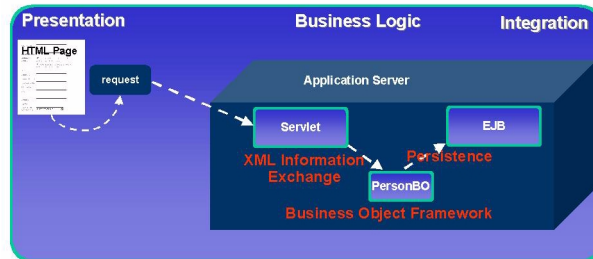 Presentation
Business Logic
Integration
HTML Page
request
Application Server
Servlet
EJB
XML Information
Exchange
Persistence
PersonBO
Business Object Framework